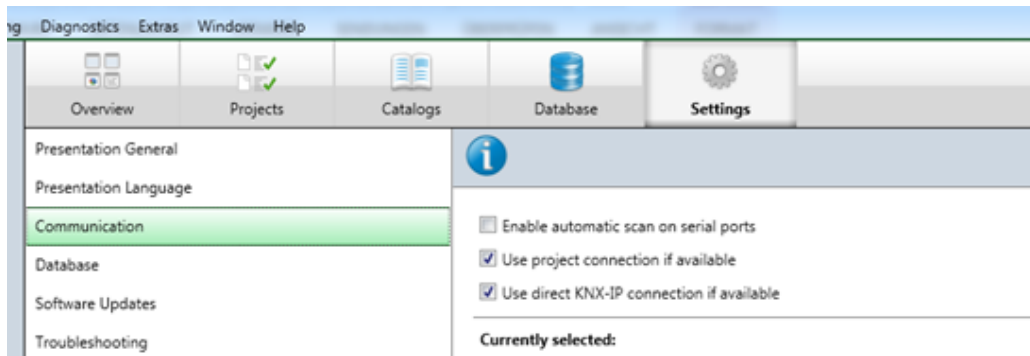 ng Diagnostics Extras Window Help
Overview Projects Catalogs Database Settings
Presentation General
Presentation Language
Communication
Database
Software Updates
Troubleshooting
i
Enable automatic scan on serial ports
Use project connection if available
Use direct KNX-IP connection if available
Currently selected: